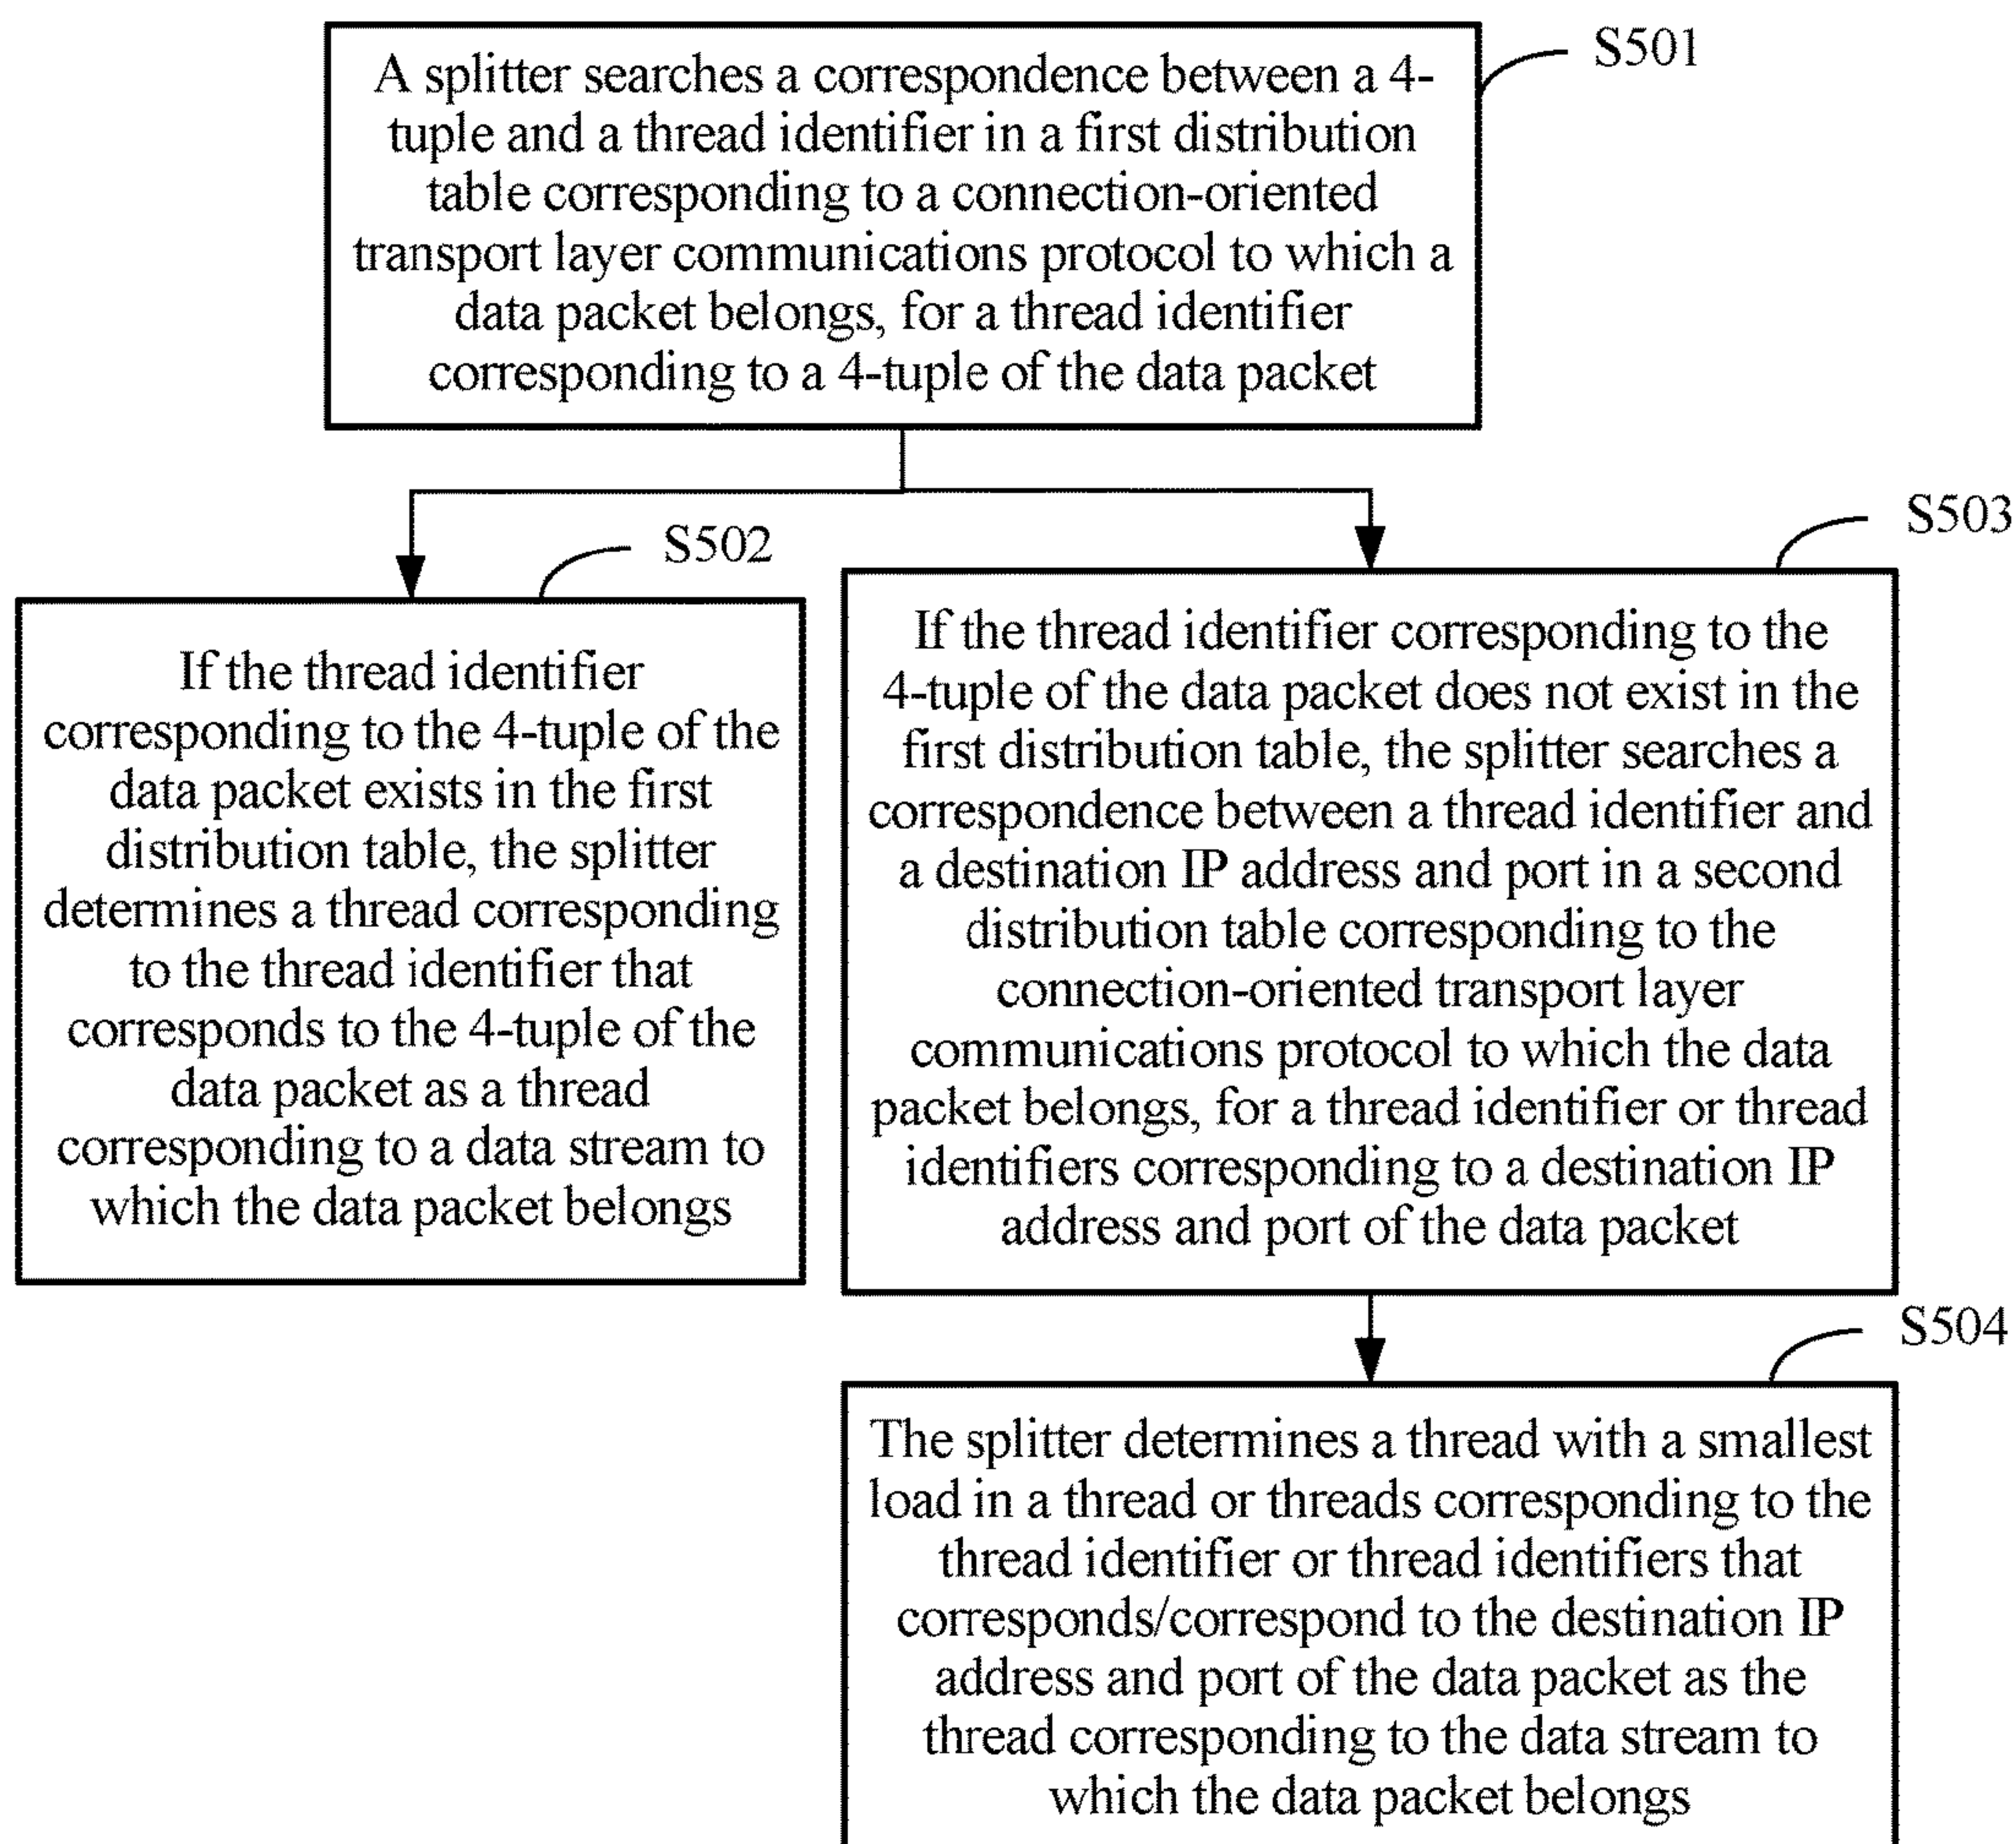 S501
A splitter searches a correspondence between a 4-
tuple and a thread identifier in a first distribution
table corresponding to a connection-oriented
transport layer communications protocol to which a
data packet belongs, for a thread identifier
corresponding to a 4-tuple of the data packet
S502
If the thread identifier
corresponding to the 4-tuple of the
data packet exists in the first
distribution table, the splitter
determines a thread corresponding
to the thread identifier that
corresponds to the 4-tuple of the
data packet as a thread
corresponding to a data stream to
which the data packet belongs
S503
If the thread identifier corresponding to the
4-tuple of the data packet does not exist in the
first distribution table, the splitter searches a
correspondence between a thread identifier and
a destination IP address and port in a second
distribution table corresponding to the
connection-oriented transport layer
communications protocol to which the data
packet belongs, for a thread identifier or thread
identifiers corresponding to a destination IP
address and port of the data packet
S504
The splitter determines a thread with a smallest
load in a thread or threads corresponding to the
thread identifier or thread identifiers that
corresponds/correspond to the destination IP
address and port of the data packet as the
thread corresponding to the data stream to
which the data packet belongs